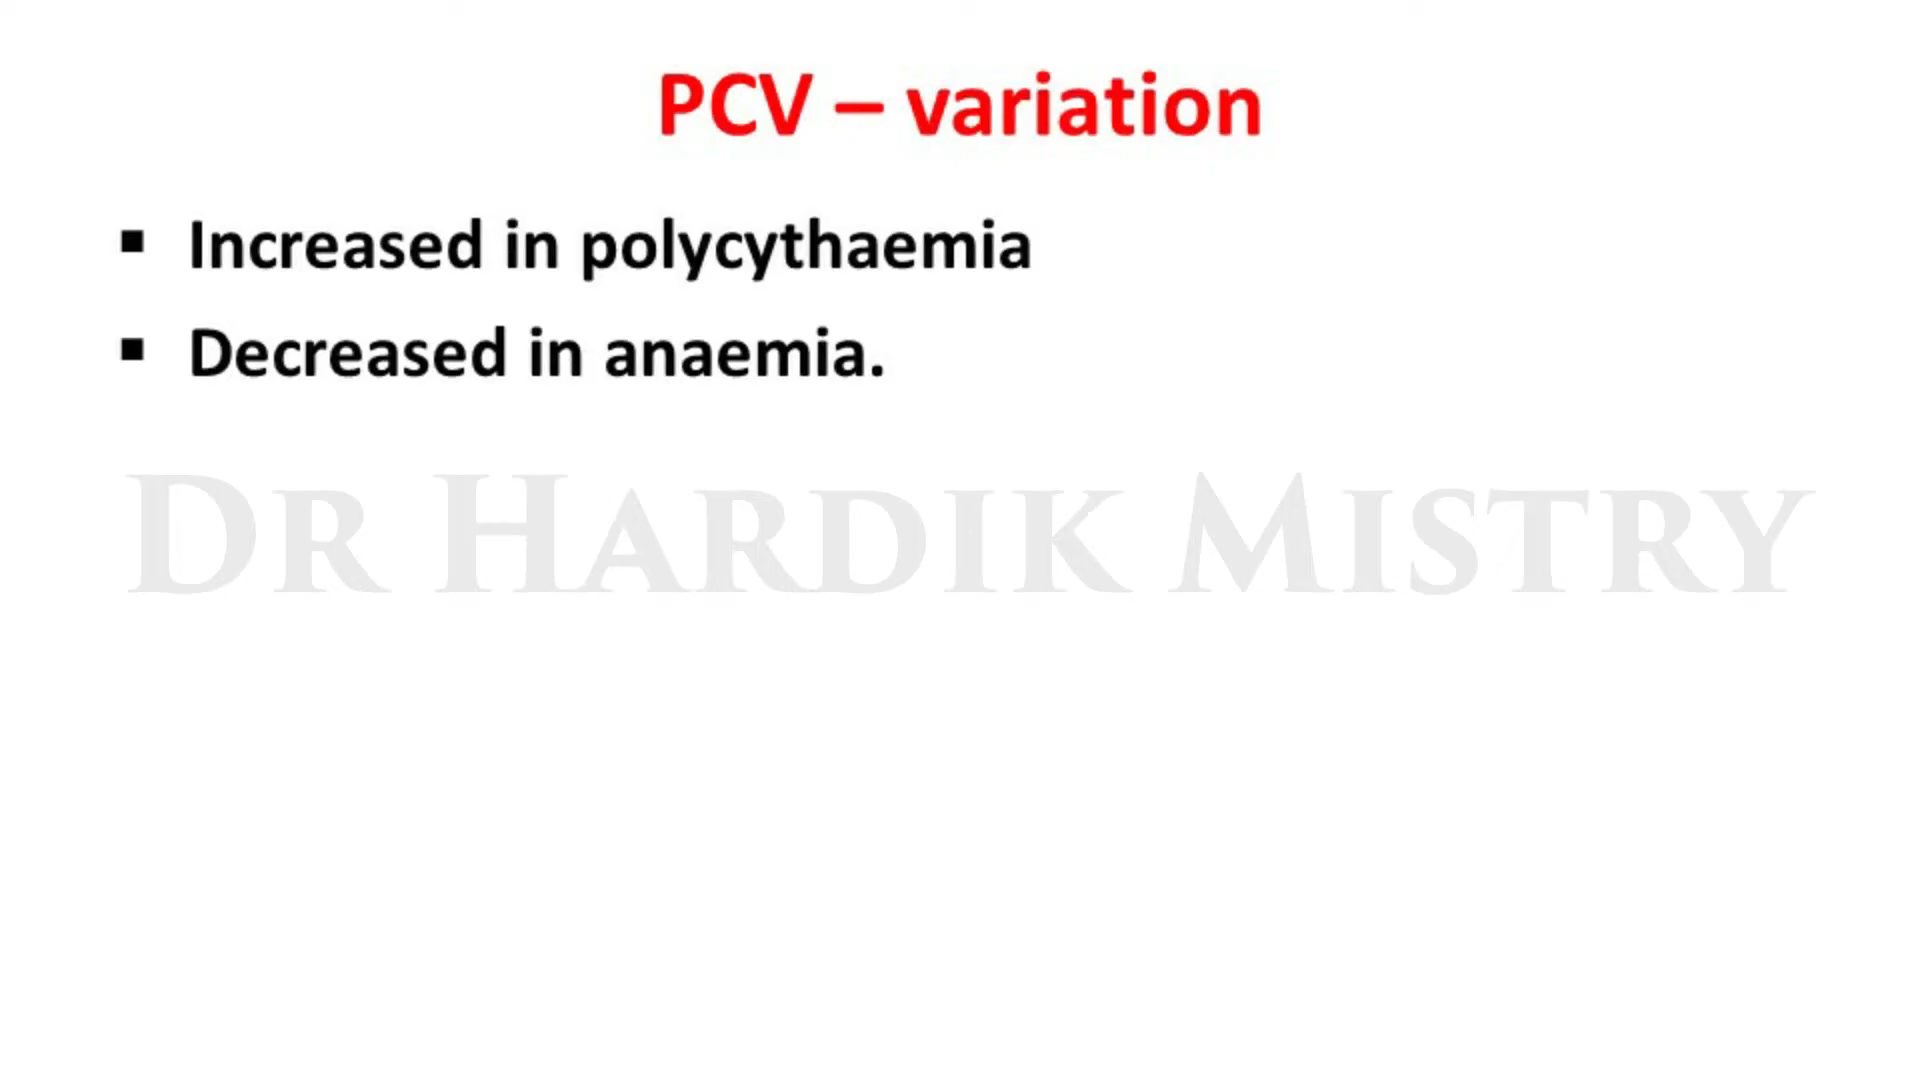 PCV – variation
▪ Increased in polycythaemia
▪ Decreased in anaemia.
DR HARDIK MISTRY